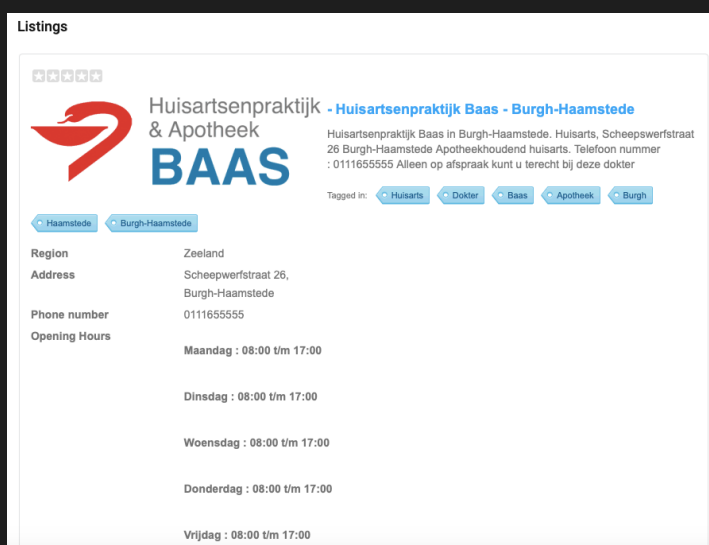 Listings
Huisartsenpraktijk
& Apotheek
BAAS
- Huisartsenpraktijk Baas - Burgh-Haamstede
Huisartsenpraktijk Baas in Burgh-Haamstede. Huisarts, Scheepswerfstraat
26 Burgh-Haamstede Apotheekhoudend huisarts. Telefoon nummer
: 0111655555 Alleen op afspraak kunt u terecht bij deze dokter
Tagged in: Huisarts Dokter Baas Apotheek Burgh
Haamstede Burgh-Haamstede
Region Zeeland
Address Scheepwerfstraat 26,
Burgh-Haamstede
Phone number 0111655555
Opening Hours
Maandag : 08:00 t/m 17:00
Dinsdag : 08:00 t/m 17:00
Woensdag : 08:00 t/m 17:00
Donderdag : 08:00 t/m 17:00
Vrijdag : 08:00 t/m 17:00